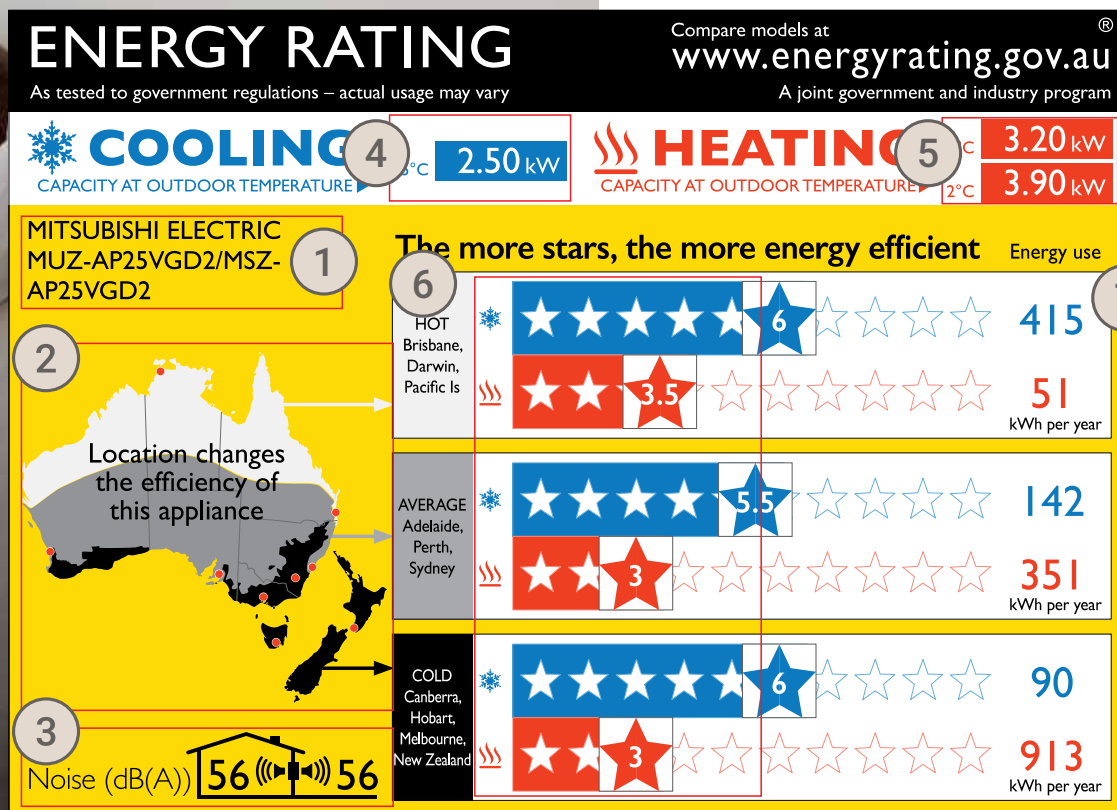 ENERGY RATING
As tested to government regulations – actual usage may vary
Compare models at
®
www.energyrating.gov.au
A joint government and industry program
COOLING
CAPACITY AT OUTDOOR TEMPERATURE
4
°C 2.50 kW
HEATING
CAPACITY AT OUTDOOR TEMPERATURE
5
°C 3.20 kW
2°C 3.90 kW
MITSUBISHI ELECTRIC
MUZ-AP25VGD2/MSZ-
AP25VGD2
1
The more stars, the more energy efficient
Energy use
6
HOT
Brisbane,
Darwin,
Pacific Is
6
415
3.5
51
kWh per year
2
Location changes
the efficiency of
this appliance
AVERAGE
Adelaide,
Perth,
Sydney
5.5
142
3
351
kWh per year
COLD
Canberra,
Hobart,
Melbourne,
New Zealand
6
90
3
913
kWh per year
3
Noise (dB(A)) 56 56